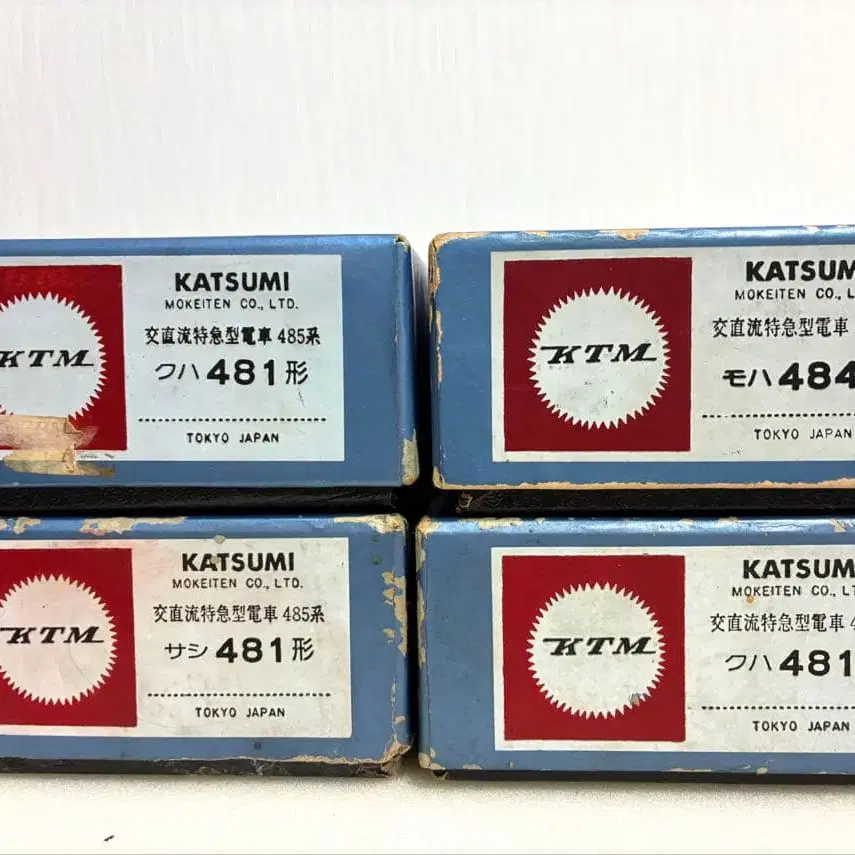 KTM
KATSUMI
MOKEITEN CO., LTD.
交直流特急型電車 485系
クハ 481 形
TOKYO JAPAN
KTM
KATSUM
MOKEITEN CO., L
交直流特急型電車
モハ 484
TOKYO JAPAN
KTM
KATSUMI
MOKEITEN CO., LTD.
交直流特急型電車 485系
サシ 481 形
TOKYO JAPAN
KTM
KATSUM
MOKEITEN CO., LT
交直流特急型電車 4
クハ 481
TOKYO JAPAN